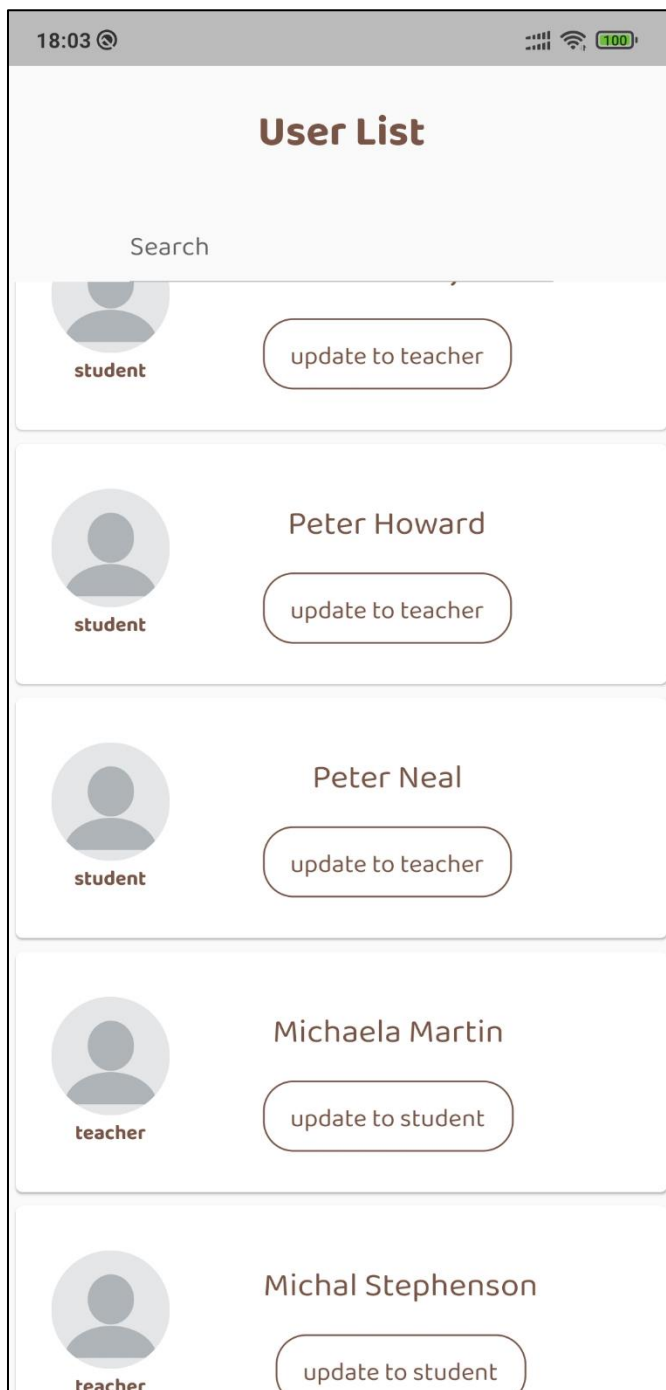 18:03
100
User List
Search
student
update to teacher
Peter Howard
student
update to teacher
Peter Neal
student
update to teacher
Michaela Martin
teacher
update to student
Michal Stephenson
teacher
update to student